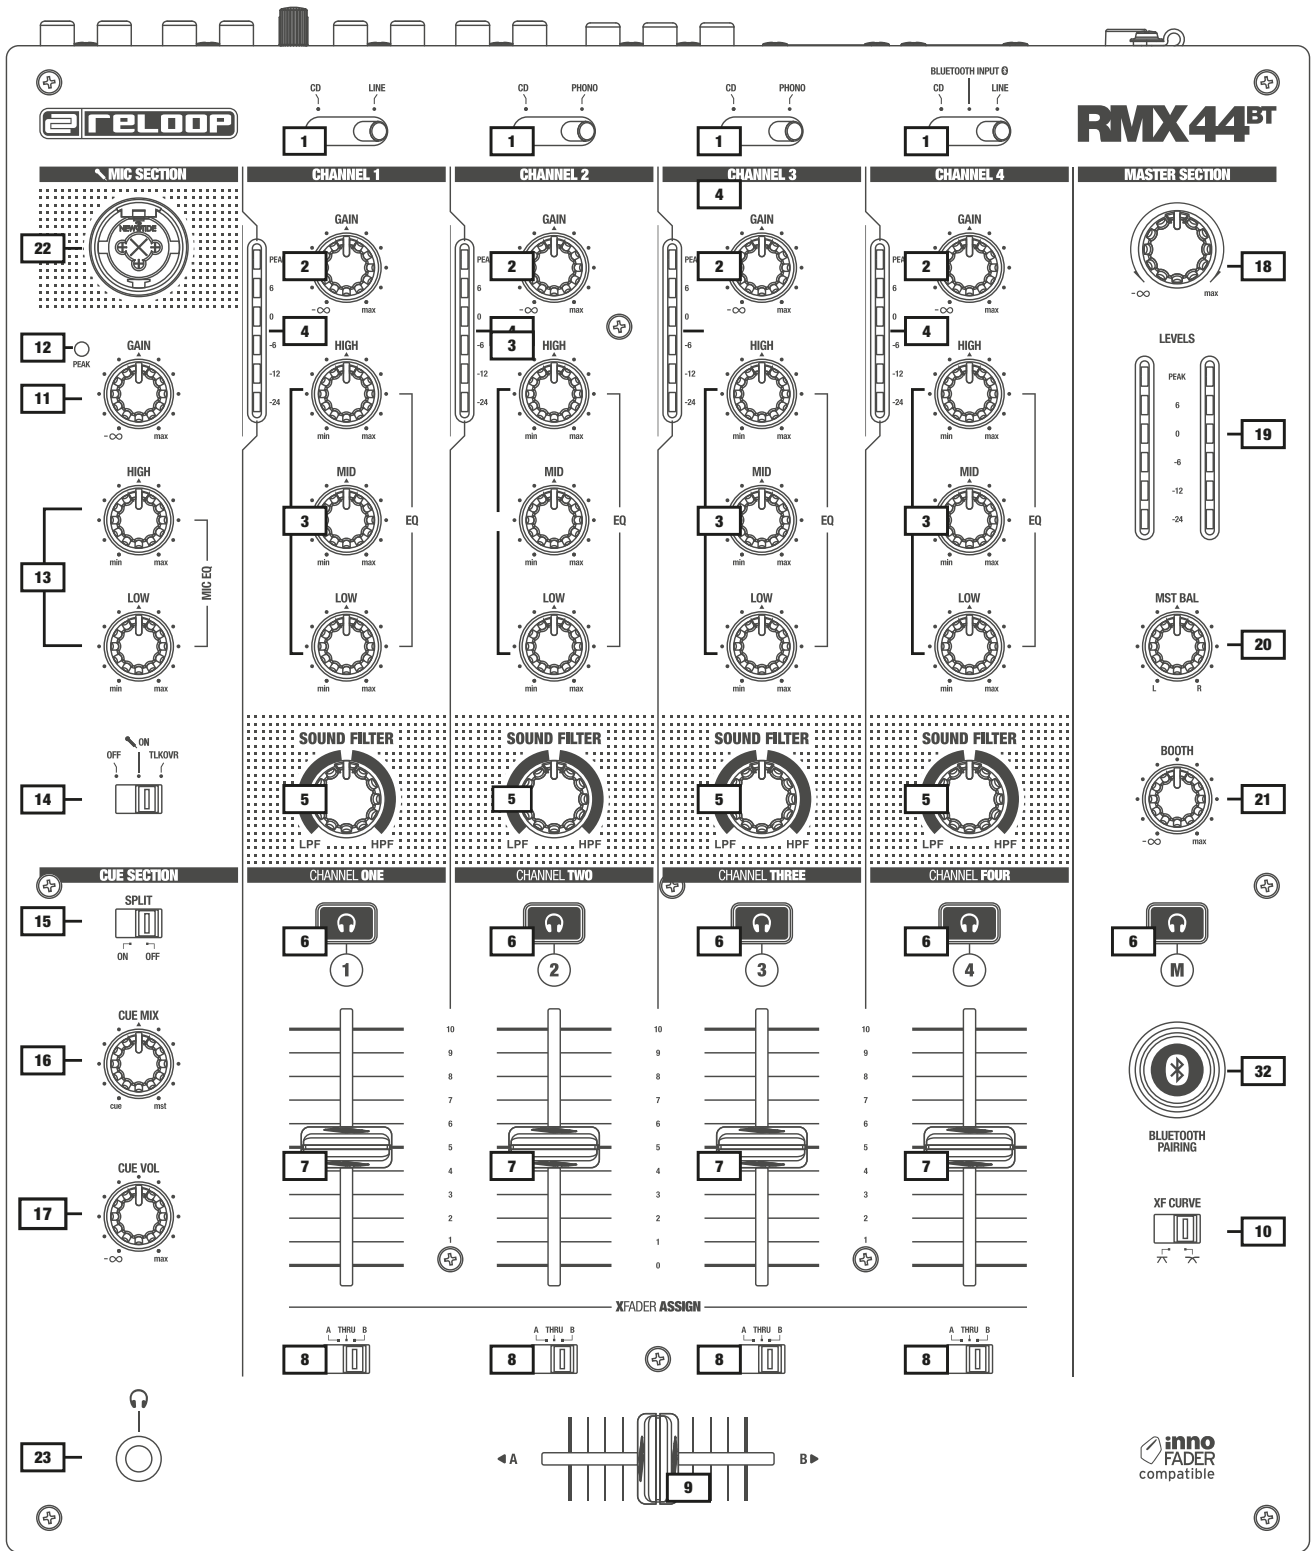 BLUETOOTH INPUT
CD LINE CD PHONO CD PHONO CD LINE
1 1 1 1
reloop
RMX44BT
MIC SECTION CHANNEL 1 CHANNEL 2 CHANNEL 3 CHANNEL 4 MASTER SECTION
4
GAIN GAIN GAIN GAIN
22
PEA 2 PEA 2 2 PEA 2 18
6 6 6 6
-∞ max -∞ max -∞ max -∞ max -∞ max
0 0 0 0
4 4 4 4
LEVELS
12 PEAK GAIN
-6 -6 -6 -6
3
HIGH HIGH HIGH HIGH
-12 -12 -12 -12
-24 -24 -24 -24
11
-∞ max
min max min max min max min max
PEAK
6
0
-6
-12
-24
19
HIGH MID MID MID MID
3 EQ EQ 3 EQ 3 EQ
min max min max min max min max min max
13 MIC EQ
LOW LOW LOW LOW LOW MST BAL
20
min max min max min max min max min max L R
SOUND FILTER SOUND FILTER SOUND FILTER SOUND FILTER
ON
OFF TLKOVR
BOOTH
14 5 5 5 5 21
LPF HPF LPF HPF LPF HPF LPF HPF -∞ max
CUE SECTION CHANNEL ONE CHANNEL TWO CHANNEL THREE CHANNEL FOUR
SPLIT
15
ON OFF
6 6 6 6 6
1 2 3 4 M
CUE MIX
16
cue mst
10 10 10
9 9 9
8 8 8
7 7 7
6 6 6
5 5 5
4 4 4
3 3 3
2 2 2
1 1 1
0
32
BLUETOOTH
PAIRING
7 7 7 7
CUE VOL
17
-∞ max
XF CURVE
10
XFADER ASSIGN
A THRU B A THRU B A THRU B A THRU B
8 8 8 8
23
A B
9
inno
FADER
compatible